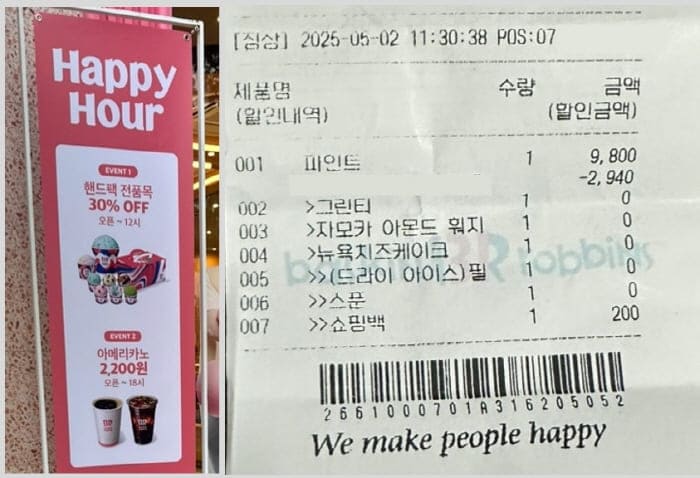 Happy
Hour
EVENT 1
핸드팩 전품목
30% OFF
오픈 ~ 12시
EVENT 2
아메리카노
2,200원
오픈 ~ 18시
[정상] 2025-05-02 11:30:38 POS:07
제품명 수량 금액
(할인내역) (할인금액)
001 파인트 1 9,800
-2,940
002 >그린티 1 0
003 >자모카 아몬드 훠지 1 0
004 >뉴욕치즈케이크 1 0
005 >>(드라이 아이스)필 1 0
006 >>스푼 1 0
007 >>쇼핑백 1 200
baskin BR robbins
2661000701A316205052
We make people happy